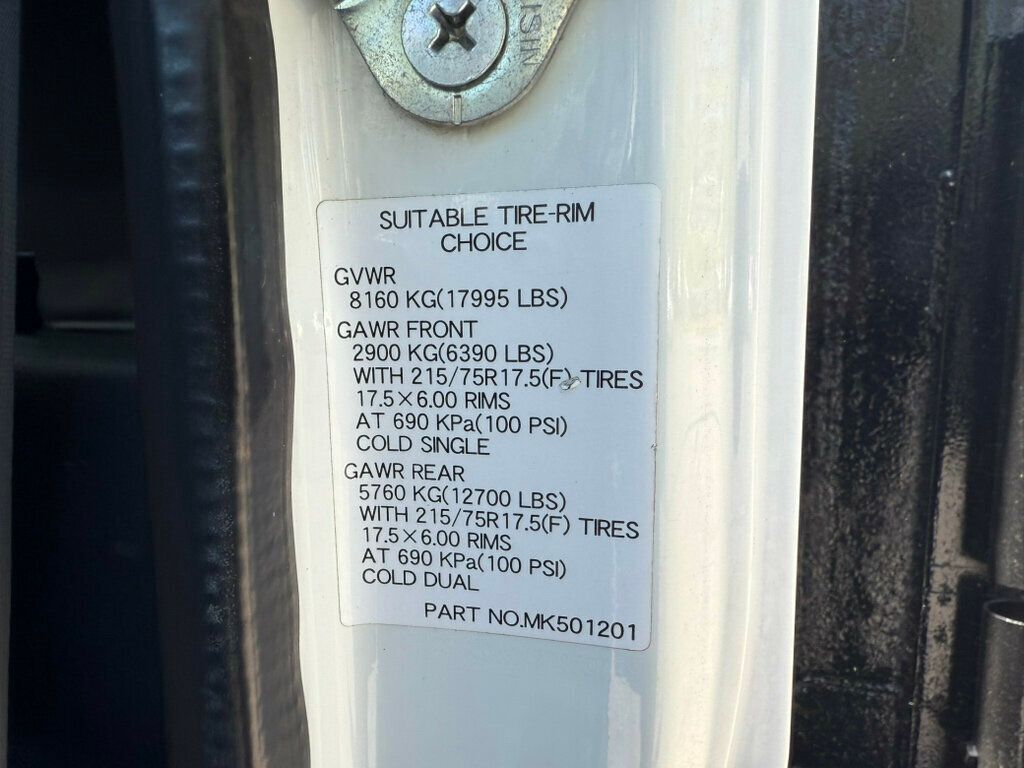 ISIN
SUITABLE TIRE-RIM
CHOICE
GVWR
8160 KG(17995 LBS)
GAWR FRONT
2900 KG(6390 LBS)
WITH 215/75R17.5(F) TIRES
17.5×6.00 RIMS
AT 690 KPa(100 PSI)
COLD SINGLE
GAWR REAR
5760 KG(12700 LBS)
WITH 215/75R17.5(F) TIRES
17.5×6.00 RIMS
AT 690 KPa(100 PSI)
COLD DUAL
PART NO.MK501201